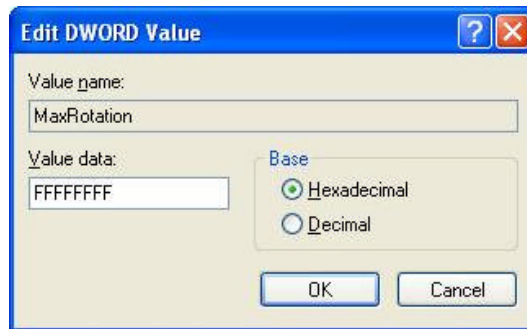 Edit DWORD Value
Value name:
MaxRotation
Value data:
FFFFFFFF
Base
Hexadecimal
Decimal
OK
Cancel